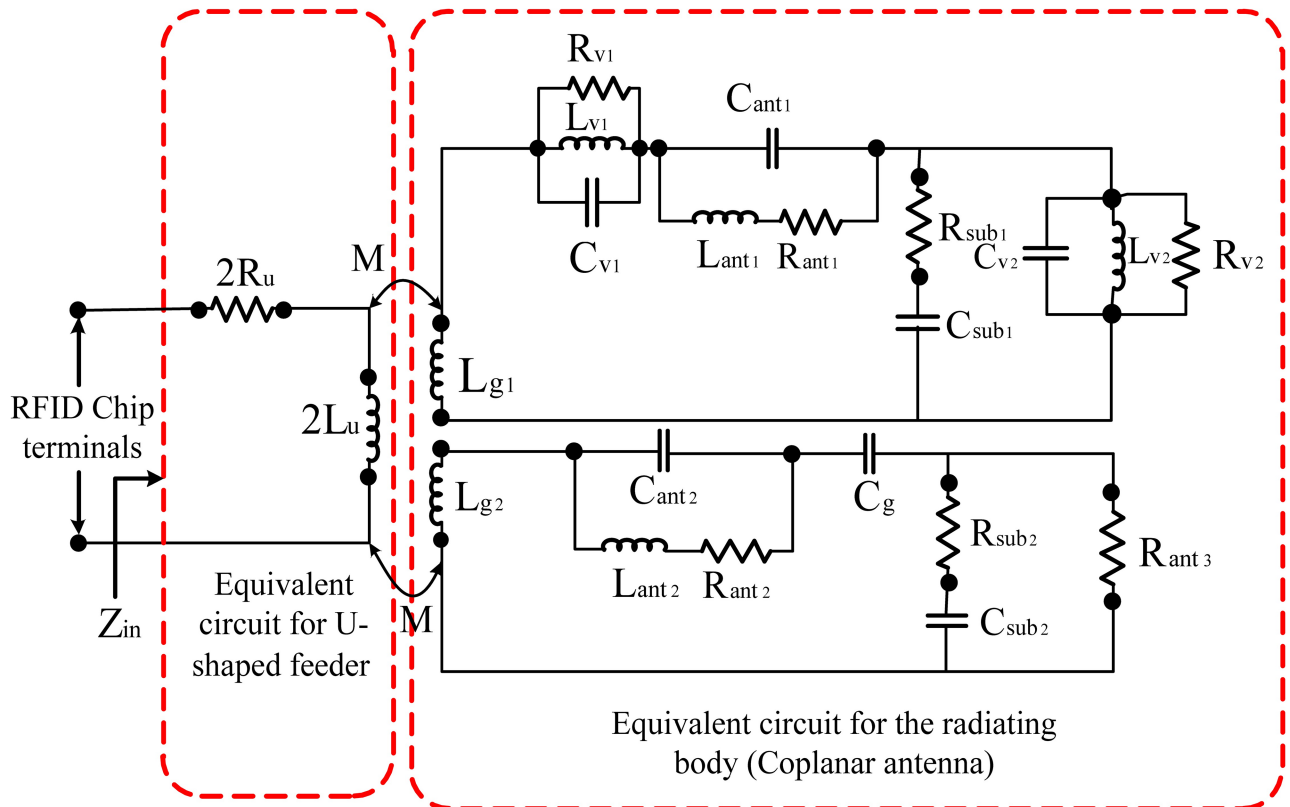 Rv1
Lv1
Cv1
Cant1
Lant1
Rant1
Rsub1
Csub1
Cv2
Lv2
Rv2
M
2Ru
2Lu
Lg1
RFID Chip
terminals
Zin
Equivalent
circuit for U-
shaped feeder
M
Lg2
Cant2
Lant2
Rant2
Cg
Rsub2
Csub2
Rant3
Equivalent circuit for the radiating
body (Coplanar antenna)